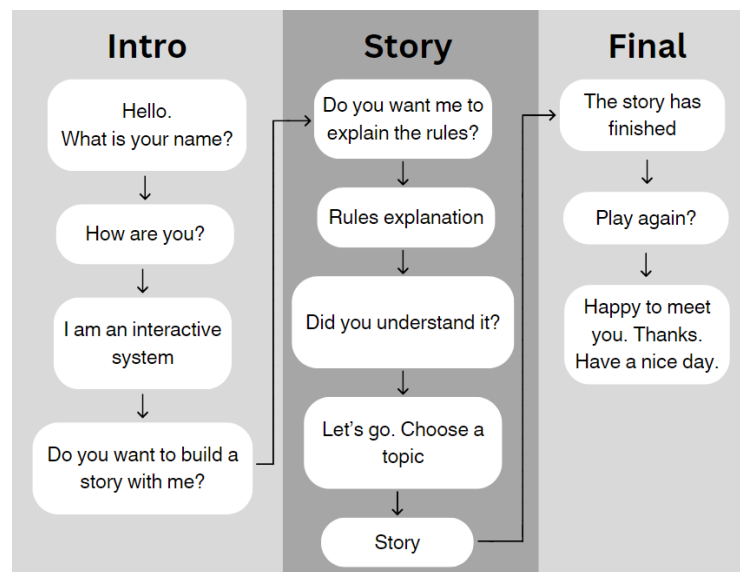 Intro
Hello.
What is your name?
How are you?
I am an interactive
system
Do you want to build a
story with me?
Story
Do you want me to
explain the rules?
Rules explanation
Did you understand it?
Let's go. Choose a
topic
Story
Final
The story has
finished
Play again?
Happy to meet
you. Thanks.
Have a nice day.